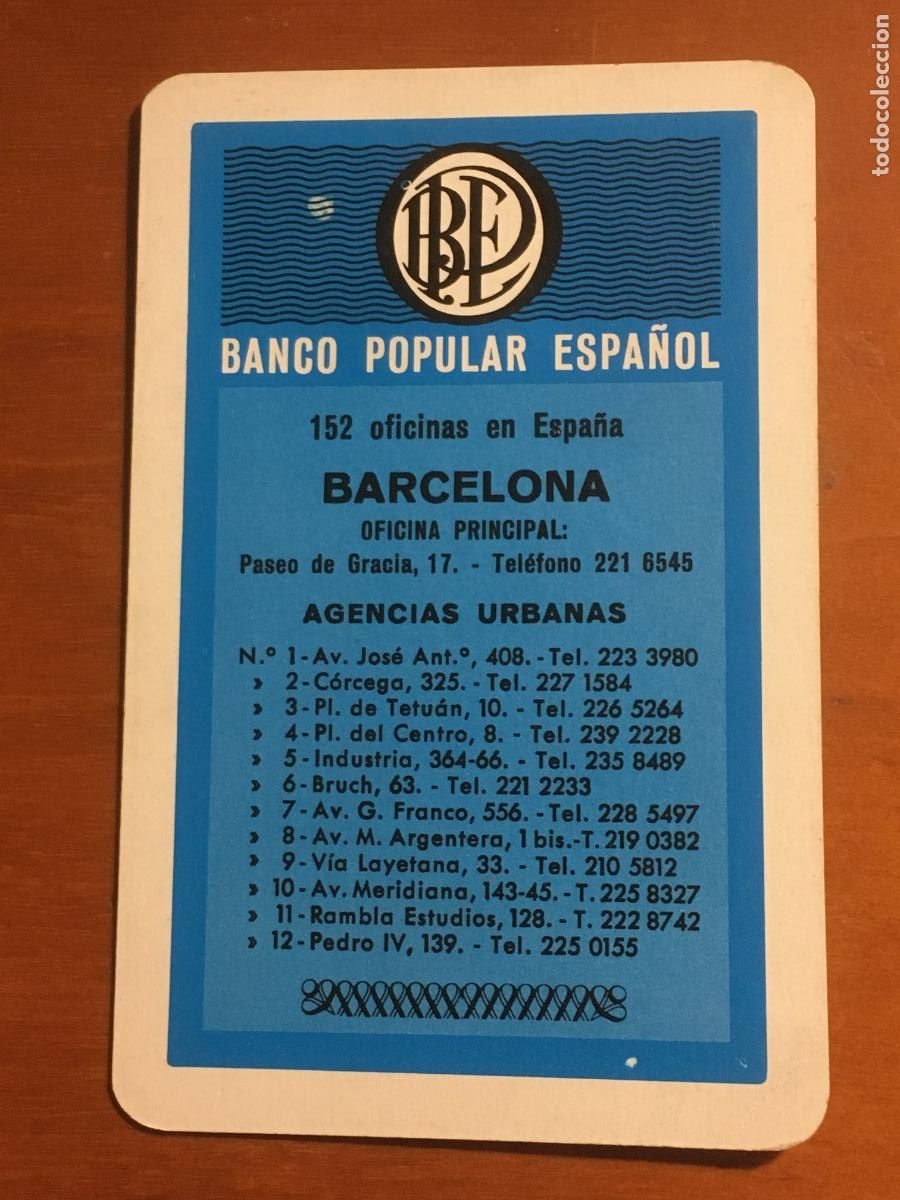 BPE
BANCO POPULAR ESPAÑOL
152 oficinas en España
BARCELONA
OFICINA PRINCIPAL:
Paseo de Gracia, 17. - Teléfono 221 6545
AGENCIAS URBANAS
N.º 1-Av. José Ant.º, 408.-Tel. 223 3980
» 2-Córcega, 325. - Tel. 227 1584
» 3-Pl. de Tetuán, 10. - Tel. 226 5264
» 4-Pl. del Centro, 8. - Tel. 239 2228
» 5-Industria, 364-66. - Tel. 235 8489
» 6-Bruch, 63. - Tel. 221 2233
» 7-Av. G. Franco, 556. -Tel. 228 5497
» 8-Av. M. Argentera, 1 bis.-T. 219 0382
» 9-Vía Layetana, 33. - Tel. 210 5812
» 10-Av. Meridiana, 143-45. -T. 225 8327
» 11-Rambla Estudios, 128. - T. 222 8742
» 12-Pedro IV, 139. - Tel. 225 0155
todocoleccion